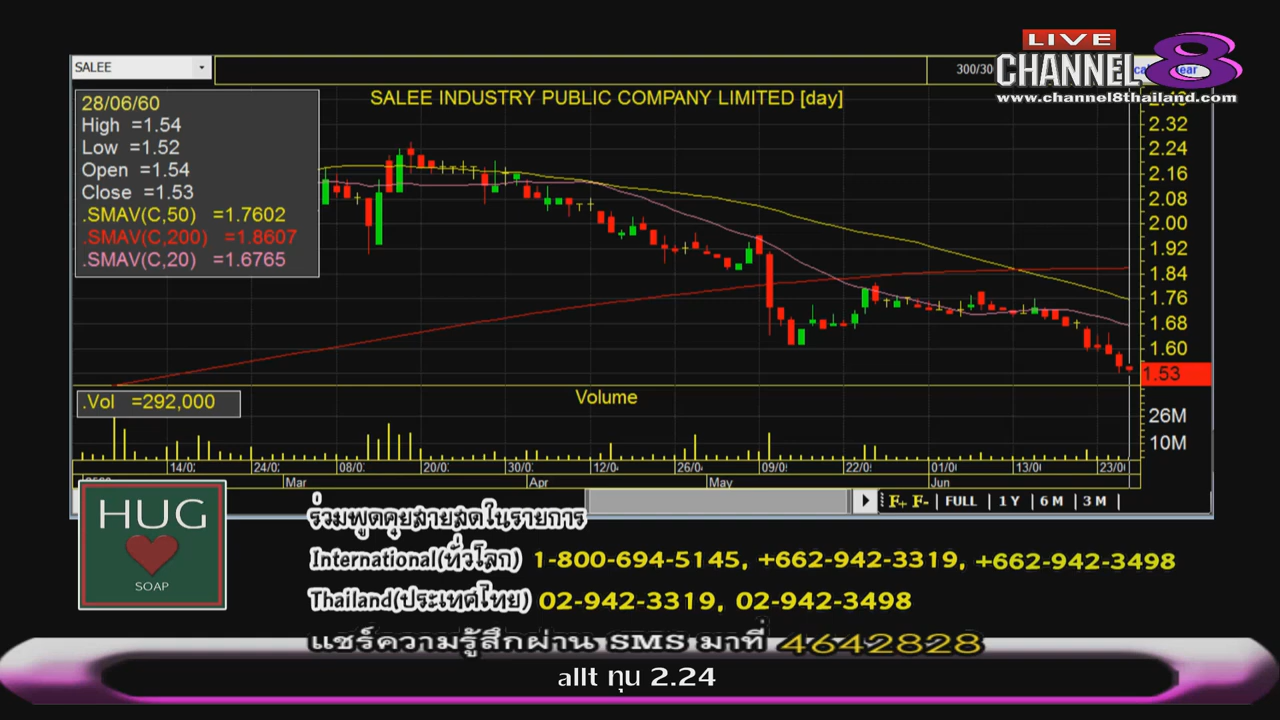 LIVE
CHANNEL 8
www.channel8thailand.com
SALEE
300/30
SALEE INDUSTRY PUBLIC COMPANY LIMITED [day]
28/06/60
High =1.54
Low =1.52
Open =1.54
Close =1.53
.SMAV(C,50) =1.7602
.SMAV(C,200) =1.8607
.SMAV(C,20) =1.6765
2.32
2.24
2.16
2.08
2.00
1.92
1.84
1.76
1.68
1.60
1.53
.Vol =292,000
Volume
26M
10M
14/0 24/0 08/0 20/0 30/0 12/0 26/0 09/0 22/0 01/0 13/0 23/0
Mar Apr May Jun
F+ F- | FULL | 1 Y | 6 M | 3 M |
HUG
SOAP
ร่วมพูดคุยสายสดในรายการ
International(ทั่วโลก) 1-800-694-5145, +662-942-3319, +662-942-3498
Thailand(ประเทศไทย) 02-942-3319, 02-942-3498
แชร์ความรู้สึกผ่าน SMS มาที่ 4642828
allt ทุน 2.24